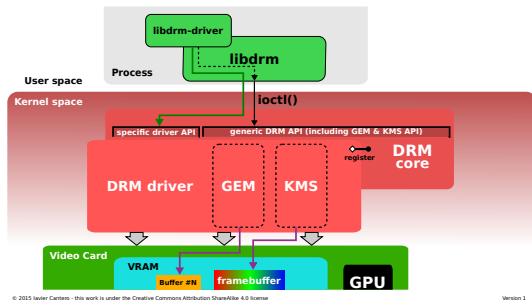 libdrm-driver
libdrm
Process
User space
Kernel space
ioctl()
specific driver API
generic DRM API (including GEM & KMS API)
register
DRM
core
DRM driver
GEM
KMS
Video Card
VRAM
Buffer #N
framebuffer
GPU
© 2015 Javier Cantero - this work is under the Creative Commons Attribution ShareAlike 4.0 license
Version 1